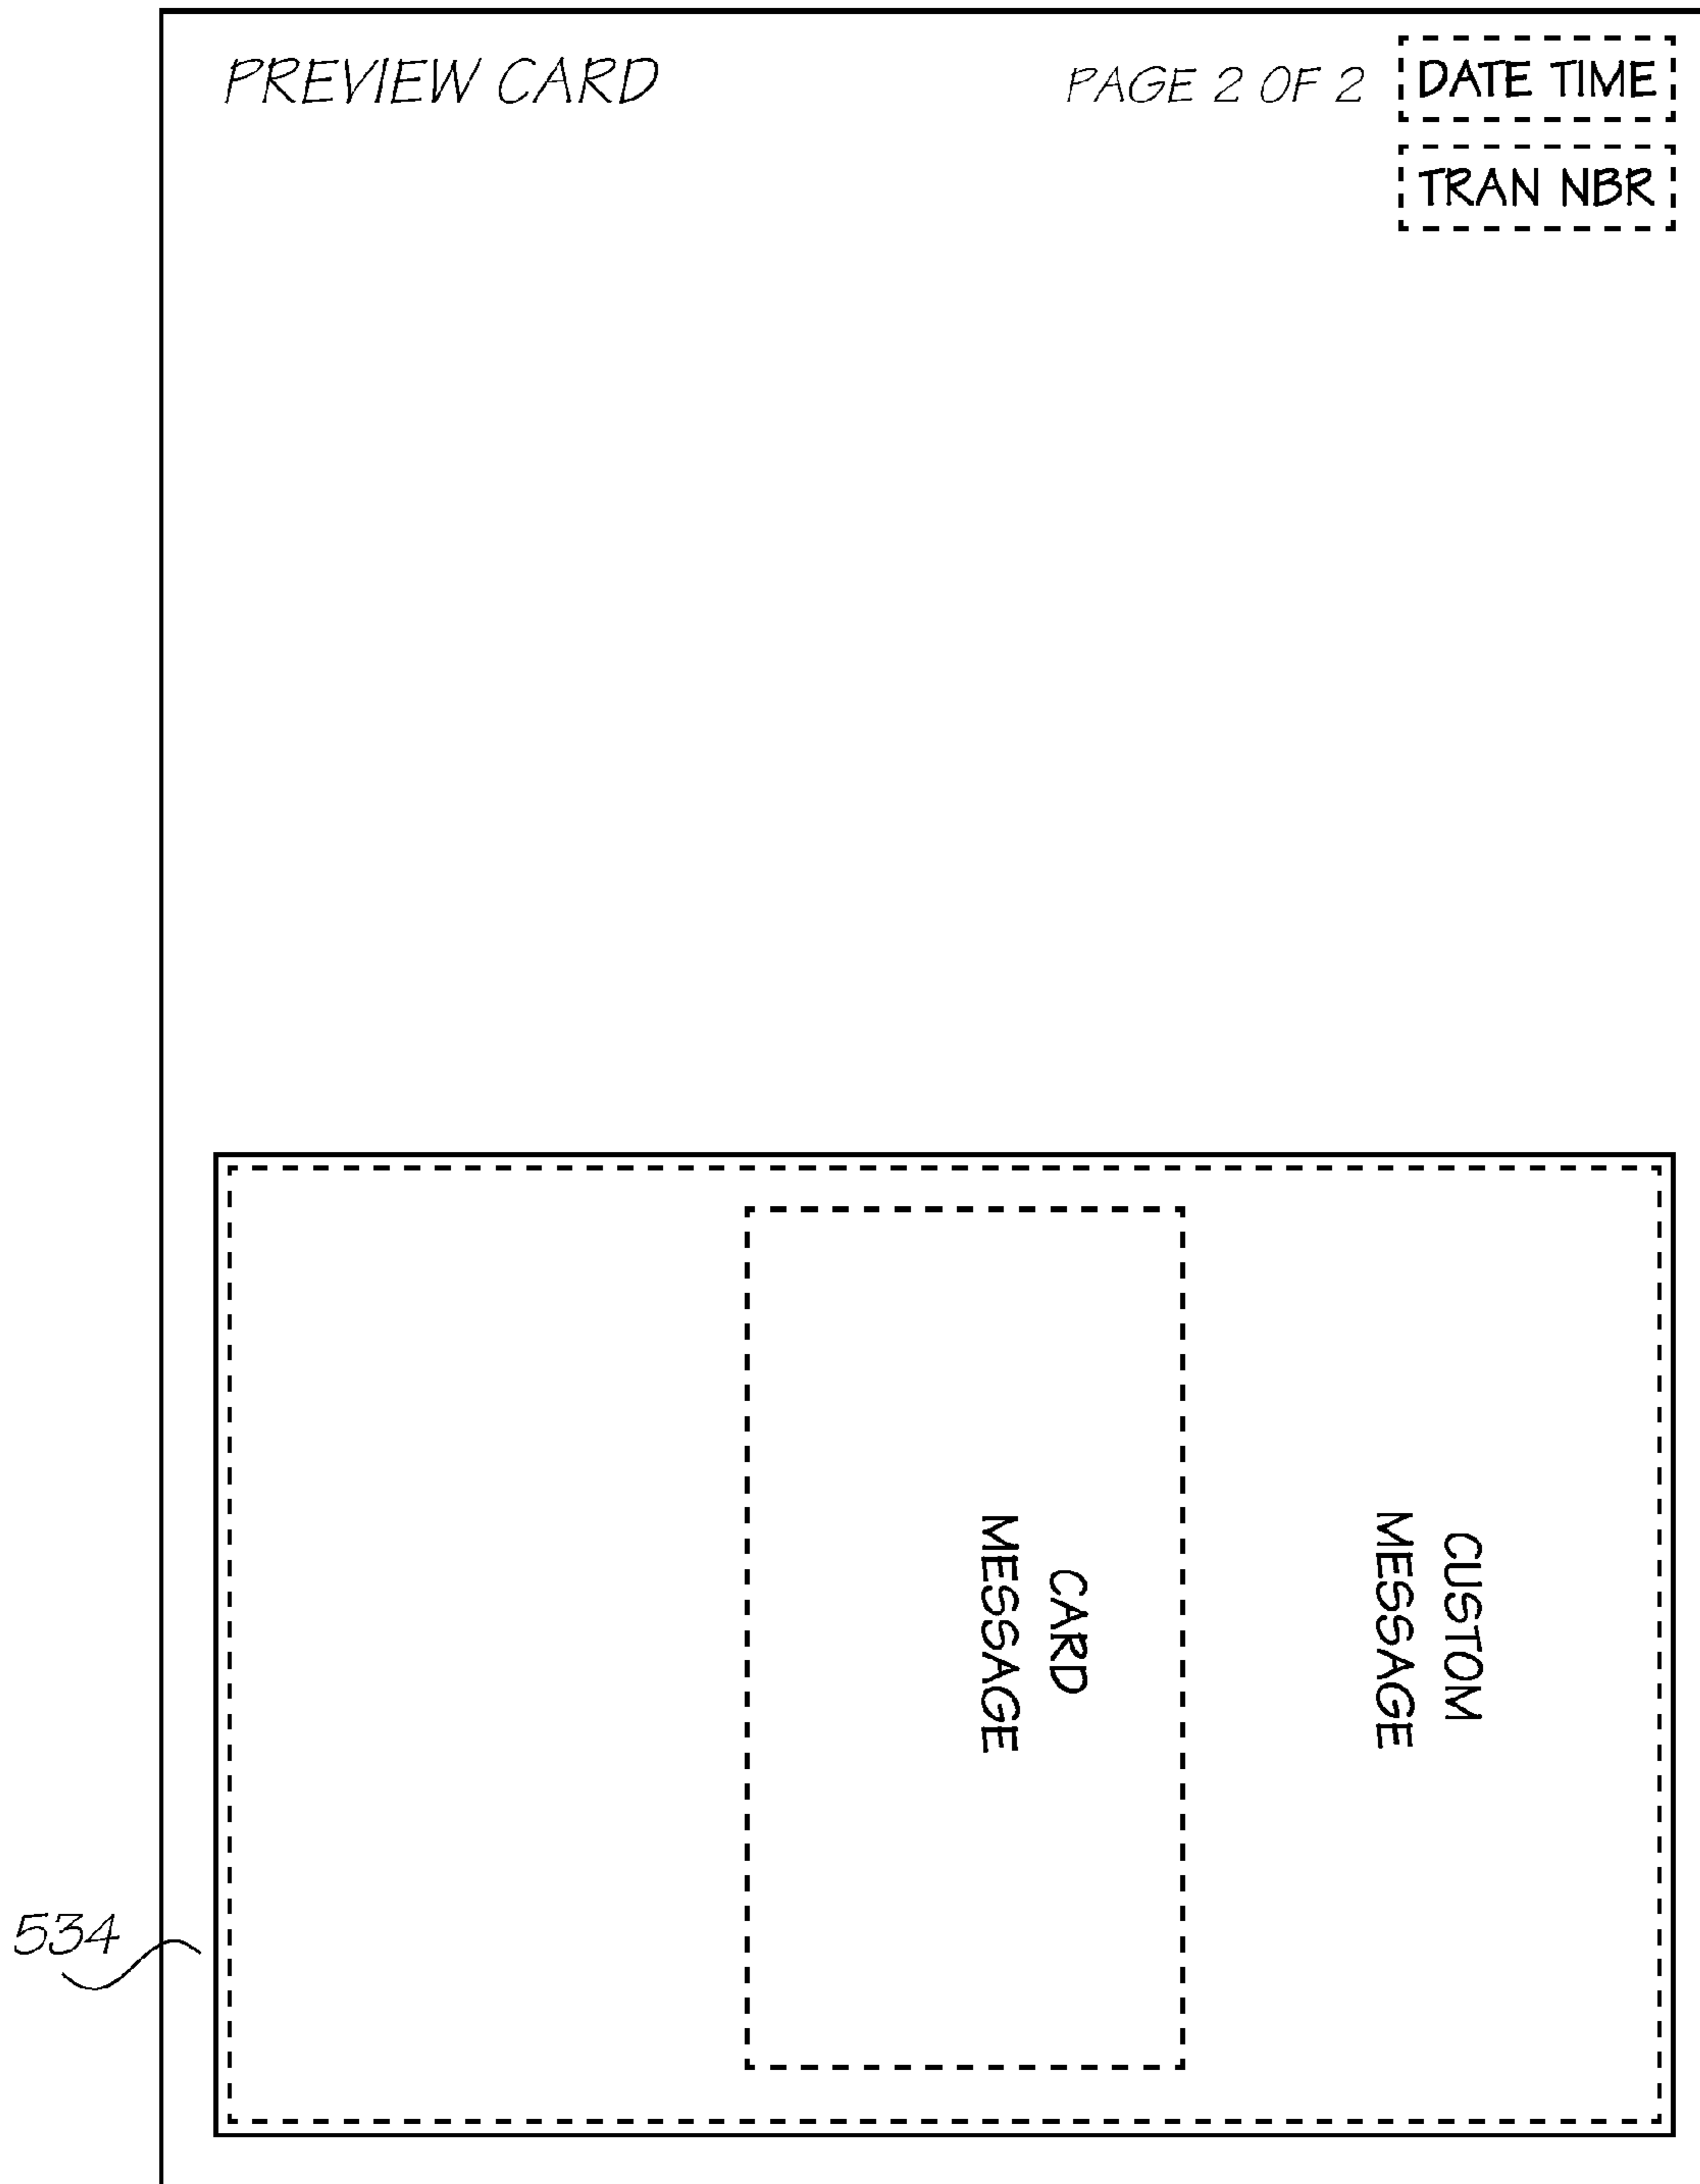 PREVIEW CARD
PAGE 2 OF 2
DATE TIME
TRAN NBR
CUSTOM
MESSAGE
CARD
MESSAGE
534